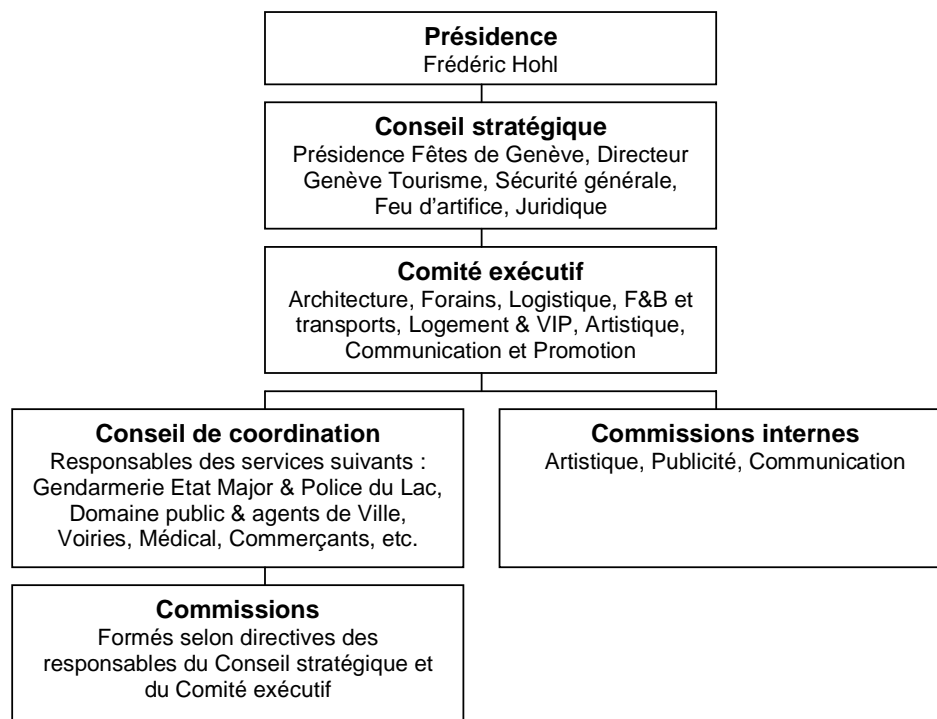 Présidence
Frédéric Hohl
Conseil stratégique
Présidence Fêtes de Genève, Directeur
Genève Tourisme, Sécurité générale,
Feu d'artifice, Juridique
Comité exécutif
Architecture, Forains, Logistique, F&B et
transports, Logement & VIP, Artistique,
Communication et Promotion
Conseil de coordination
Responsables des services suivants :
Gendarmerie Etat Major & Police du Lac,
Domaine public & agents de Ville,
Voiries, Médical, Commerçants, etc.
Commissions internes
Artistique, Publicité, Communication
Commissions
Formés selon directives des
responsables du Conseil stratégique et
du Comité exécutif